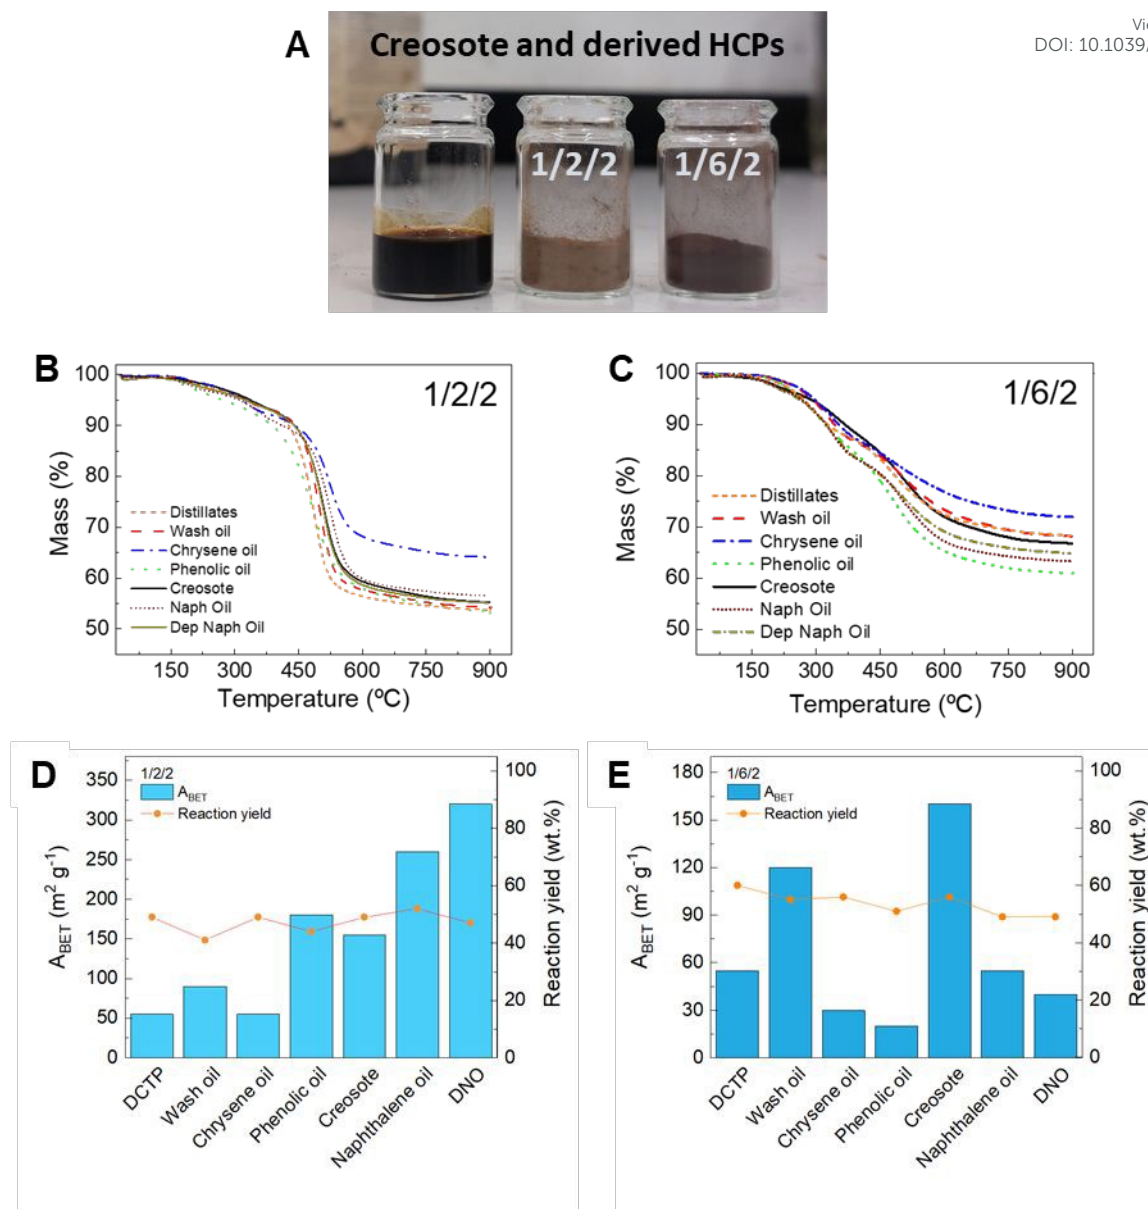 Vie
DOI: 10.1039/
A
Creosote and derived HCPs
1/2/2
1/6/2
B
1/2/2
Mass (%)
100
90
80
70
60
50
Distillates
Wash oil
Chrysene oil
Phenolic oil
Creosote
Naph Oil
Dep Naph Oil
150 300 450 600 750 900
Temperature (ºC)
C
1/6/2
Mass (%)
100
90
80
70
60
50
Distillates
Wash oil
Chrysene oil
Phenolic oil
Creosote
Naph Oil
Dep Naph Oil
150 300 450 600 750 900
Temperature (ºC)
D
1/2/2
A_BET
Reaction yield
A_BET (m² g⁻¹)
350
300
250
200
150
100
50
0
Reaction yield (wt.%)
100
80
60
40
20
0
DCTP
Wash oil
Chrysene oil
Phenolic oil
Creosote
Naphthalene oil
DNO
E
1/6/2
A_BET
Reaction yield
A_BET (m² g⁻¹)
180
150
120
90
60
30
0
Reaction yield (wt.%)
100
80
60
40
20
0
DCTP
Wash oil
Chrysene oil
Phenolic oil
Creosote
Naphthalene oil
DNO